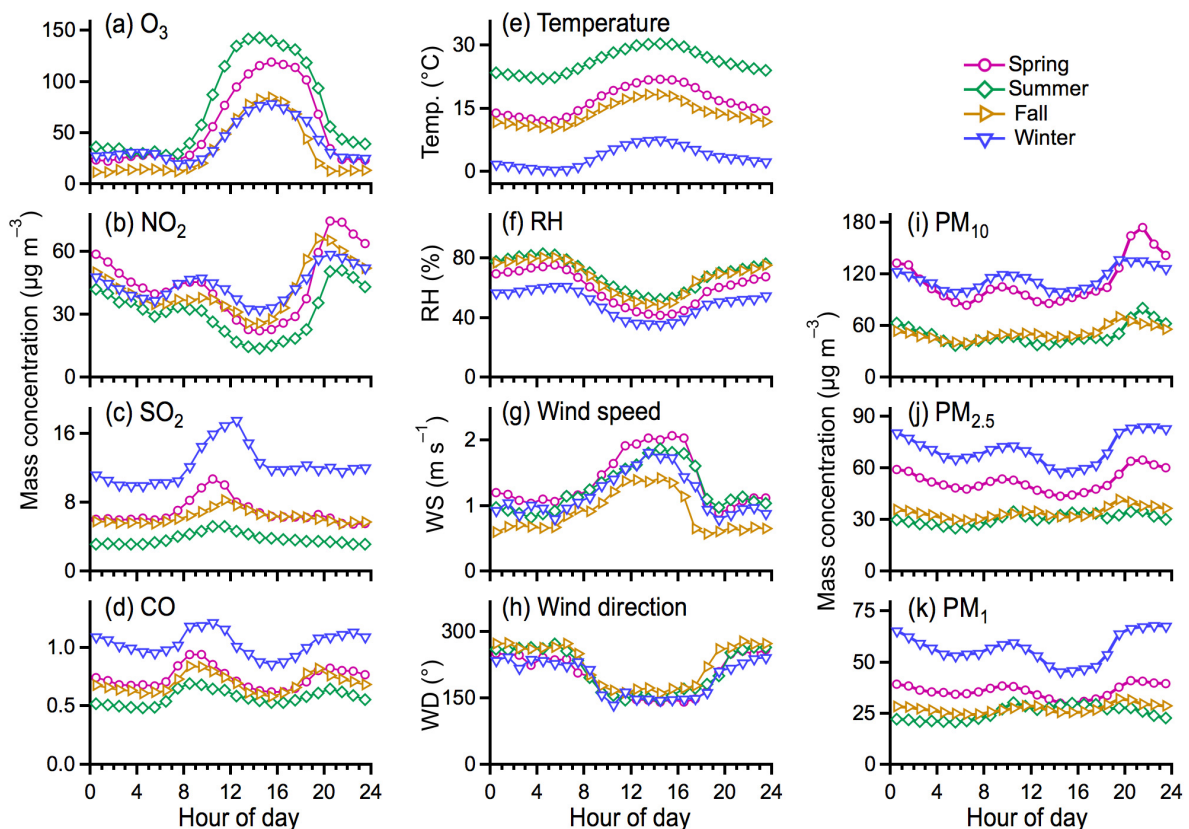 (a) O₃
150
100
50
0
(b) NO₂
60
30
0
(c) SO₂
16
8
0
(d) CO
1.0
0.5
0.0
Mass concentration (µg m⁻³)
0 4 8 12 16 20 24
Hour of day
(e) Temperature
Temp. (°C)
30
15
0
(f) RH
RH (%)
80
40
0
(g) Wind speed
WS (m s⁻¹)
2
1
0
(h) Wind direction
WD (°)
300
150
0
0 4 8 12 16 20 24
Hour of day
Spring
Summer
Fall
Winter
(i) PM₁₀
180
120
60
0
(j) PM₂.₅
90
60
30
0
(k) PM₁
75
50
25
0
Mass concentration (µg m⁻³)
0 4 8 12 16 20 24
Hour of day